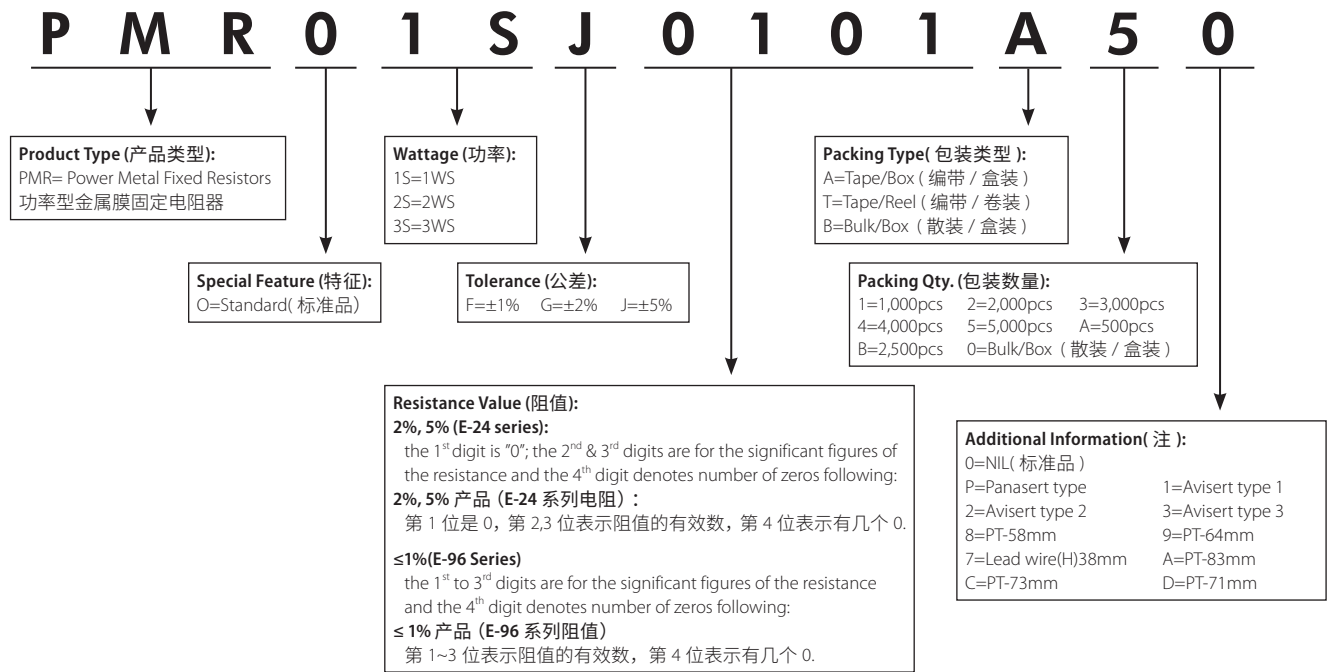 P M R 0 1 S J 0 1 0 1 A 5 0
Product Type (产品类型):
PMR= Power Metal Fixed Resistors
功率型金属膜固定电阻器
Wattage (功率):
1S=1WS
2S=2WS
3S=3WS
Packing Type( 包装类型 ):
A=Tape/Box ( 编带 / 盒装 )
T=Tape/Reel ( 编带 / 卷装 )
B=Bulk/Box ( 散装 / 盒装 )
Special Feature (特征):
O=Standard( 标准品)
Tolerance (公差):
F=±1% G=±2% J=±5%
Packing Qty. (包装数量):
1=1,000pcs 2=2,000pcs 3=3,000pcs
4=4,000pcs 5=5,000pcs A=500pcs
B=2,500pcs 0=Bulk/Box ( 散装 / 盒装 )
Resistance Value (阻值):
2%, 5% (E-24 series):
the 1st digit is "0"; the 2nd & 3rd digits are for the significant figures of
the resistance and the 4th digit denotes number of zeros following:
2%, 5% 产品（E-24 系列电阻）：
第 1 位是 0，第 2,3 位表示阻值的有效数，第 4 位表示有几个 0.
≤1%(E-96 Series)
the 1st to 3rd digits are for the significant figures of the resistance
and the 4th digit denotes number of zeros following:
≤ 1% 产品（E-96 系列阻值）
第 1~3 位表示阻值的有效数，第 4 位表示有几个 0.
Additional Information( 注 ):
0=NIL( 标准品 )
P=Panasert type 1=Avisert type 1
2=Avisert type 2 3=Avisert type 3
8=PT-58mm 9=PT-64mm
7=Lead wire(H)38mm A=PT-83mm
C=PT-73mm D=PT-71mm